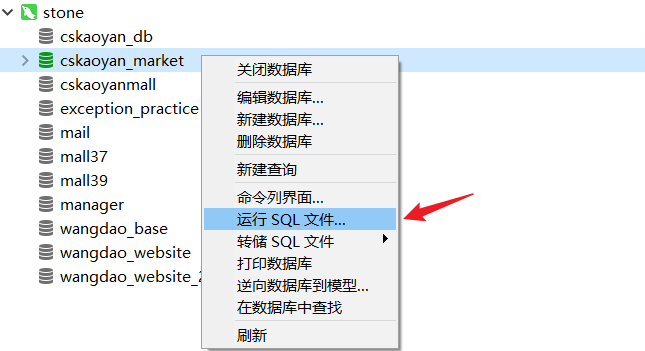 stone
cskaoyan_db
cskaoyan_market
cskaoyanmall
exception_practice
mail
mall37
mall39
manager
wangdao_base
wangdao_website
wangdao_website_2
关闭数据库
编辑数据库...
新建数据库...
删除数据库
新建查询
命令列界面...
运行 SQL 文件...
转储 SQL 文件
打印数据库
逆向数据库到模型...
在数据库中查找
刷新